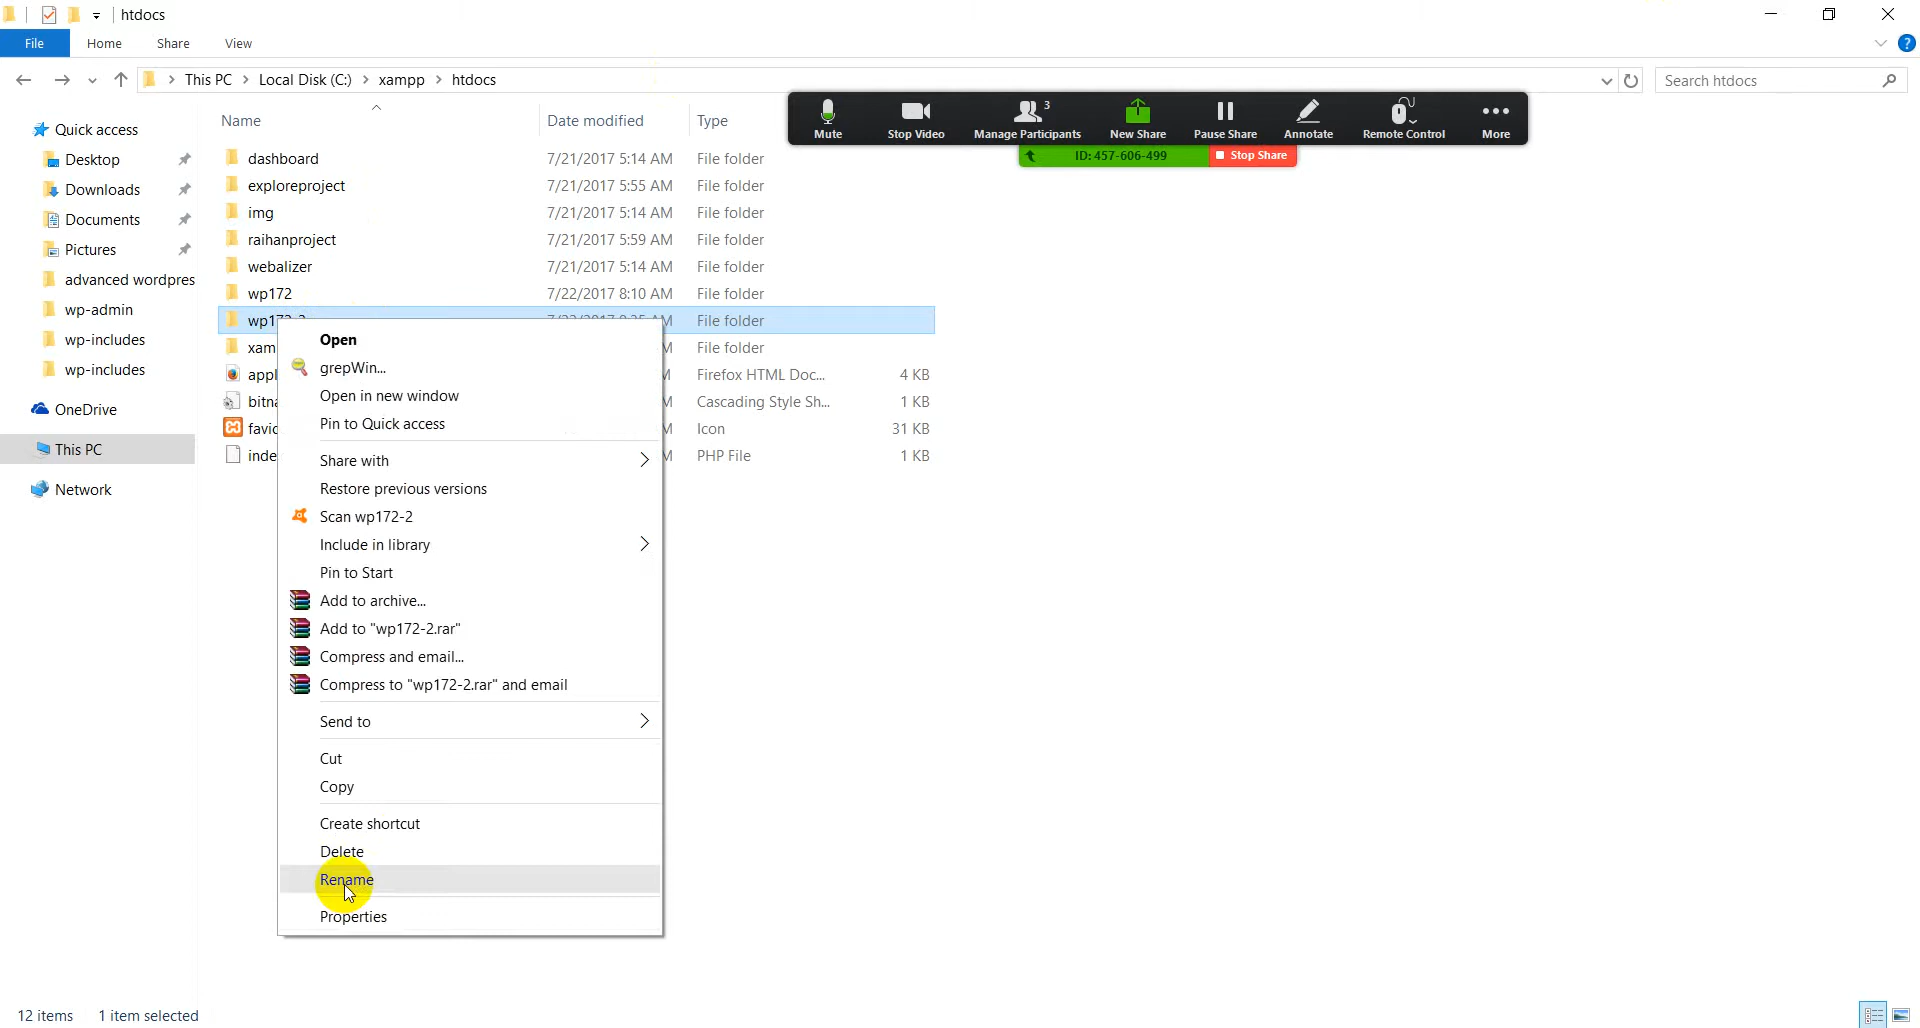 htdocs
File Home Share View
This PC Local Disk (C:) xampp htdocs Search htdocs
Mute Stop Video Manage Participants 3 New Share Pause Share Annotate Remote Control More
ID: 457-606-499 Stop Share
Quick access
Desktop
Downloads
Documents
Pictures
advanced wordpres
wp-admin
wp-includes
wp-includes
OneDrive
This PC
Network
Name Date modified Type
dashboard 7/21/2017 5:14 AM File folder
exploreproject 7/21/2017 5:55 AM File folder
img 7/21/2017 5:14 AM File folder
raihanproject 7/21/2017 5:59 AM File folder
webalizer 7/21/2017 5:14 AM File folder
wp172 7/22/2017 8:10 AM File folder
wp172-2 File folder
xam M File folder
appl M Firefox HTML Doc... 4 KB
bitna M Cascading Style Sh... 1 KB
favic M Icon 31 KB
inde M PHP File 1 KB
Open
grepWin...
Open in new window
Pin to Quick access
Share with
Restore previous versions
Scan wp172-2
Include in library
Pin to Start
Add to archive...
Add to "wp172-2.rar"
Compress and email...
Compress to "wp172-2.rar" and email
Send to
Cut
Copy
Create shortcut
Delete
Rename
Properties
12 items 1 item selected